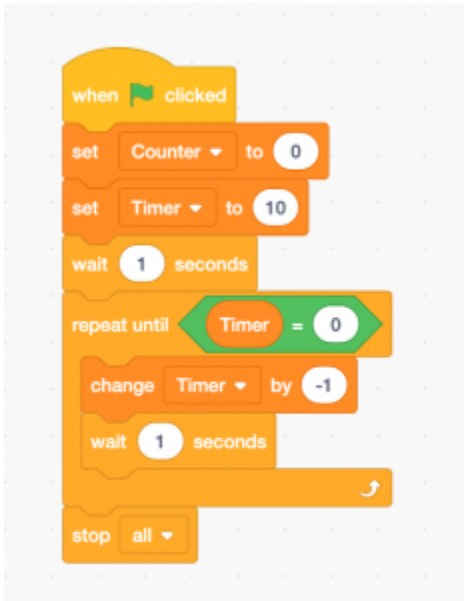 when clicked
set Counter to 0
set Timer to 10
wait 1 seconds
repeat until Timer = 0
change Timer by -1
wait 1 seconds
stop all